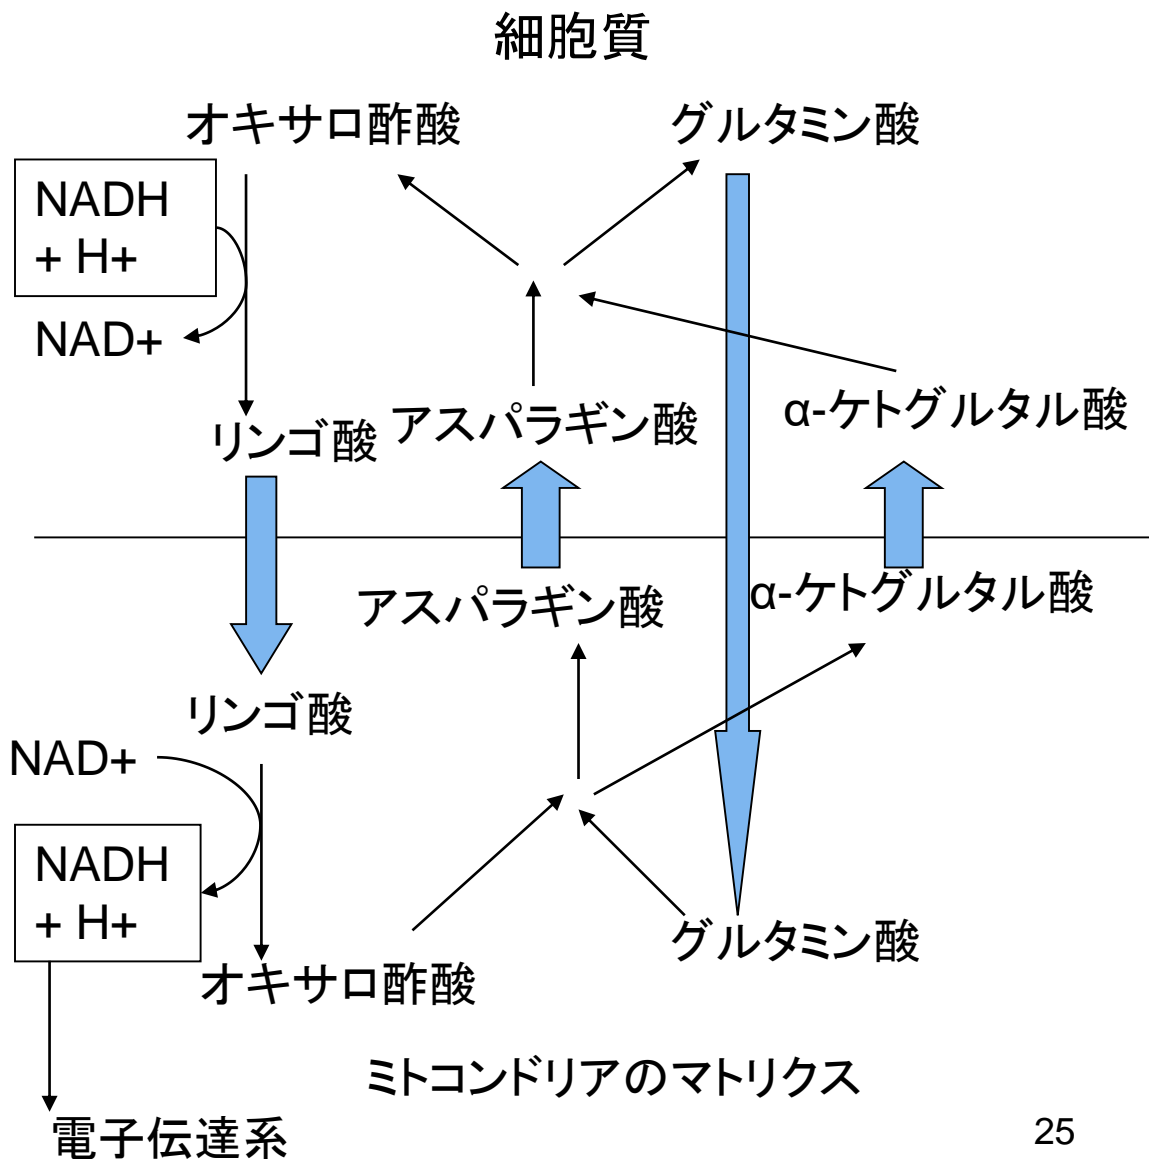 細胞質
オキサロ酢酸
グルタミン酸
NADH
+ H+
NAD+
リンゴ酸
アスパラギン酸
α-ケトグルタル酸
アスパラギン酸
α-ケトグルタル酸
リンゴ酸
NAD+
NADH
+ H+
グルタミン酸
オキサロ酢酸
ミトコンドリアのマトリクス
電子伝達系
25